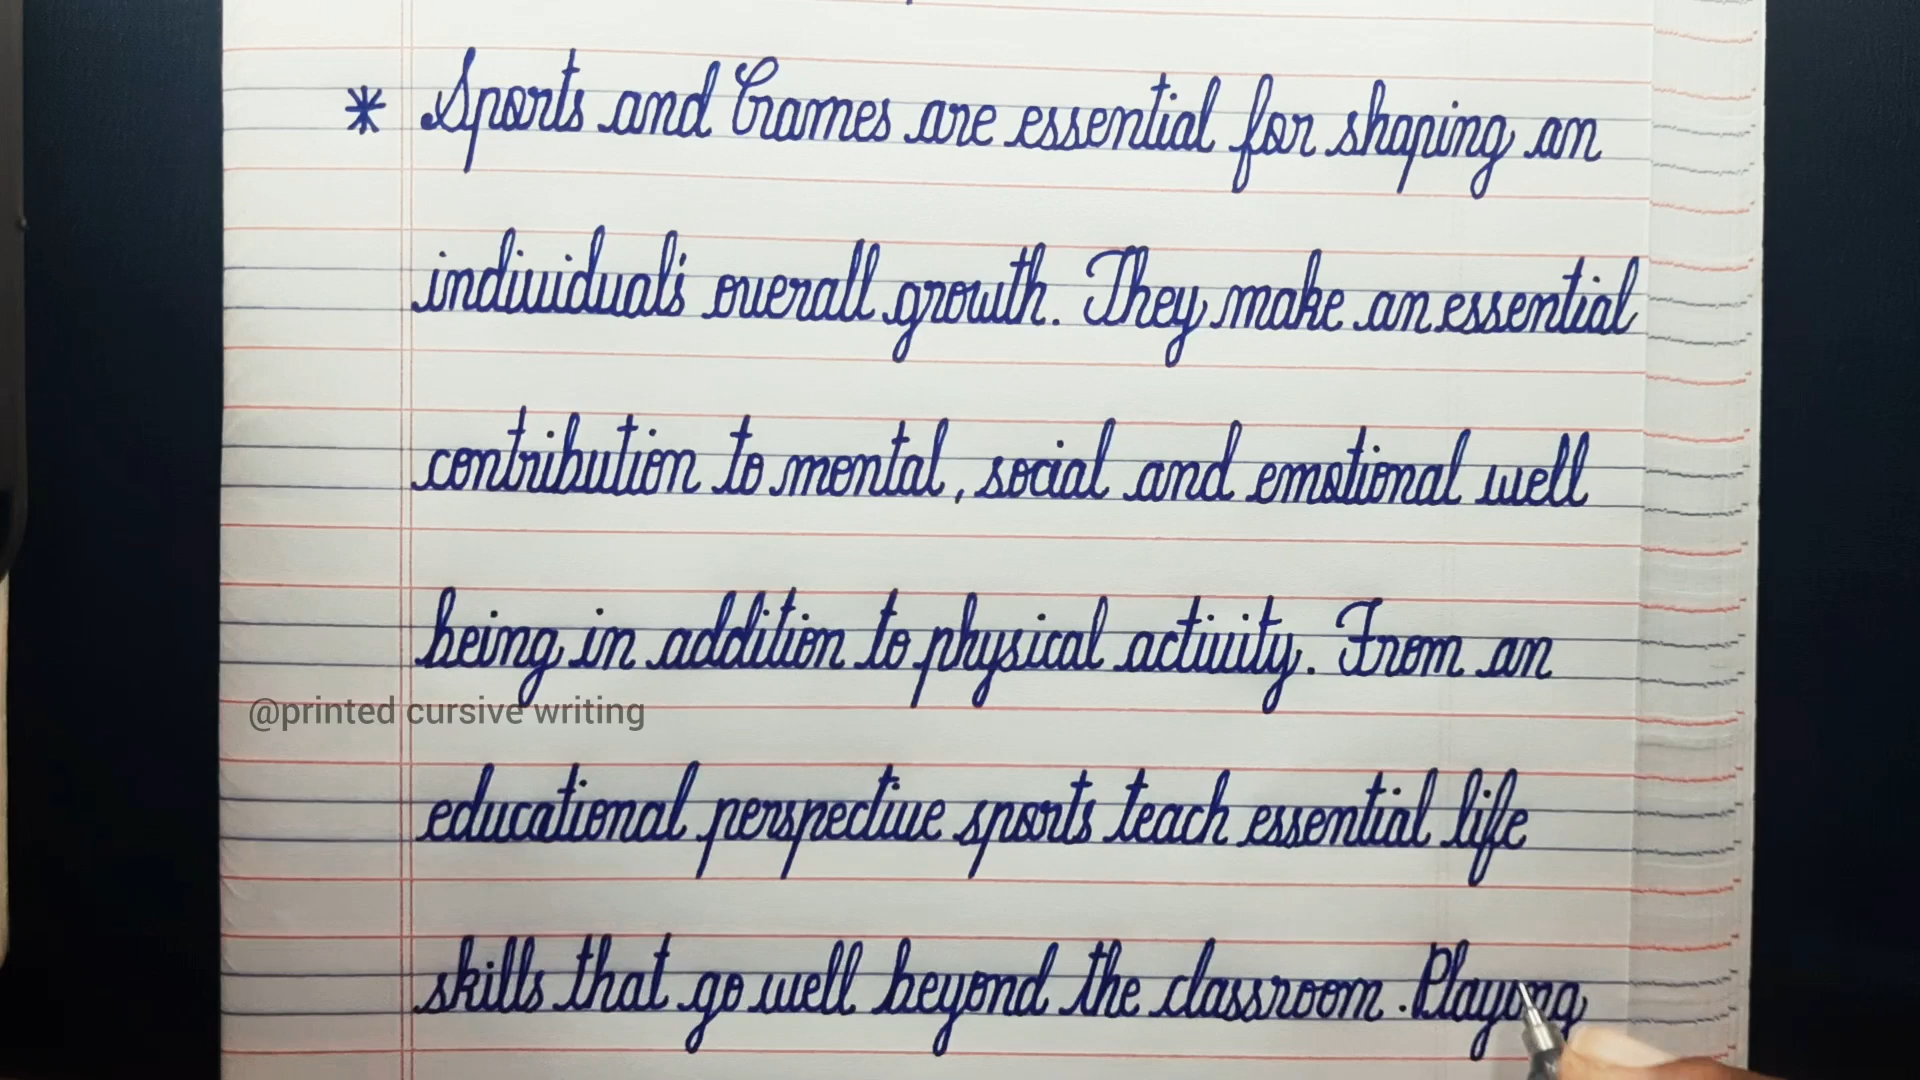 * Sports and Games are essential for shaping an
individual's overall growth. They make an essential
contribution to mental, social and emotional well
being in addition to physical activity. From an
@printed cursive writing
educational perspective sports teach essential life
skills that go well beyond the classroom. Playing